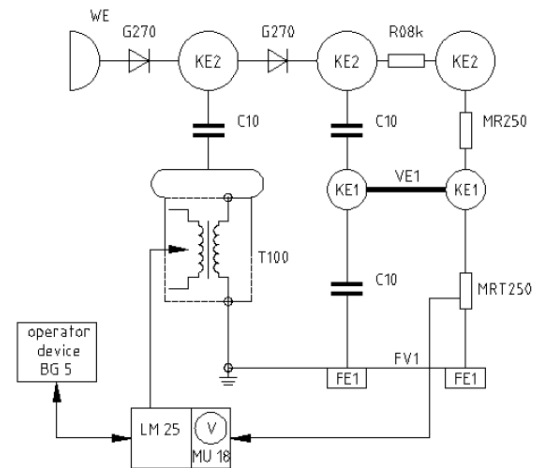 WE
G270
G270
R08k
KE2
KE2
KE2
C10
C10
MR250
VE1
KE1
KE1
T100
C10
MRT250
operator
device
BG 5
FV1
FE1
FE1
LM 25
V
MU 18